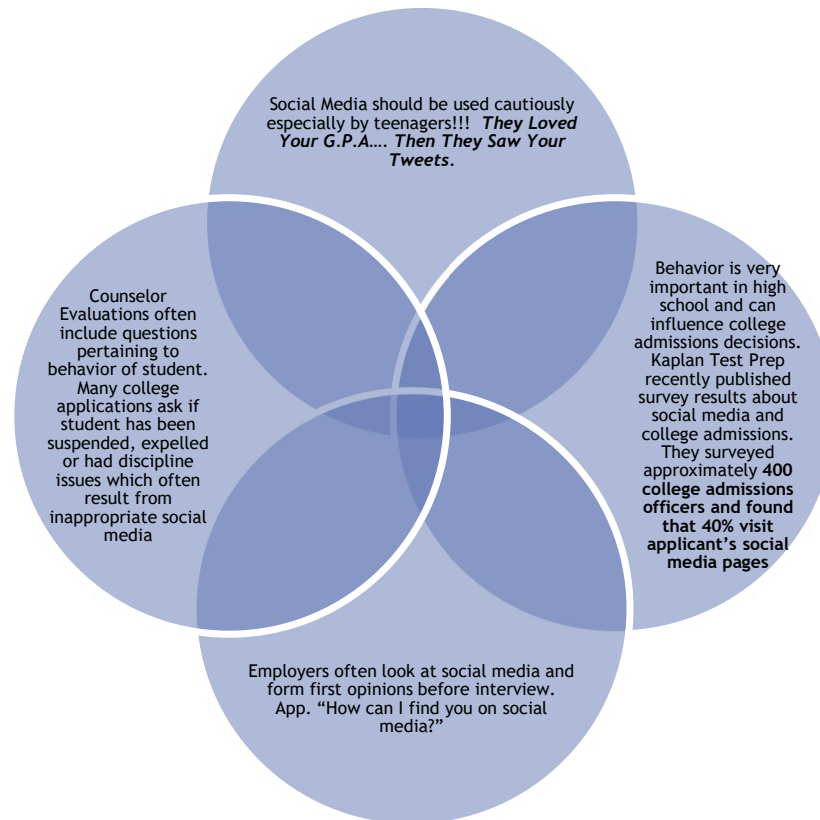 Social Media should be used cautiously
especially by teenagers!!! They Loved
Your G.P.A.… Then They Saw Your
Tweets.
Counselor
Evaluations often
include questions
pertaining to
behavior of student.
Many college
applications ask if
student has been
suspended, expelled
or had discipline
issues which often
result from
inappropriate social
media
Behavior is very
important in high
school and can
influence college
admissions decisions.
Kaplan Test Prep
recently published
survey results about
social media and
college admissions.
They surveyed
approximately 400
college admissions
officers and found
that 40% visit
applicant’s social
media pages
Employers often look at social media and
form first opinions before interview.
App. “How can I find you on social
media?”